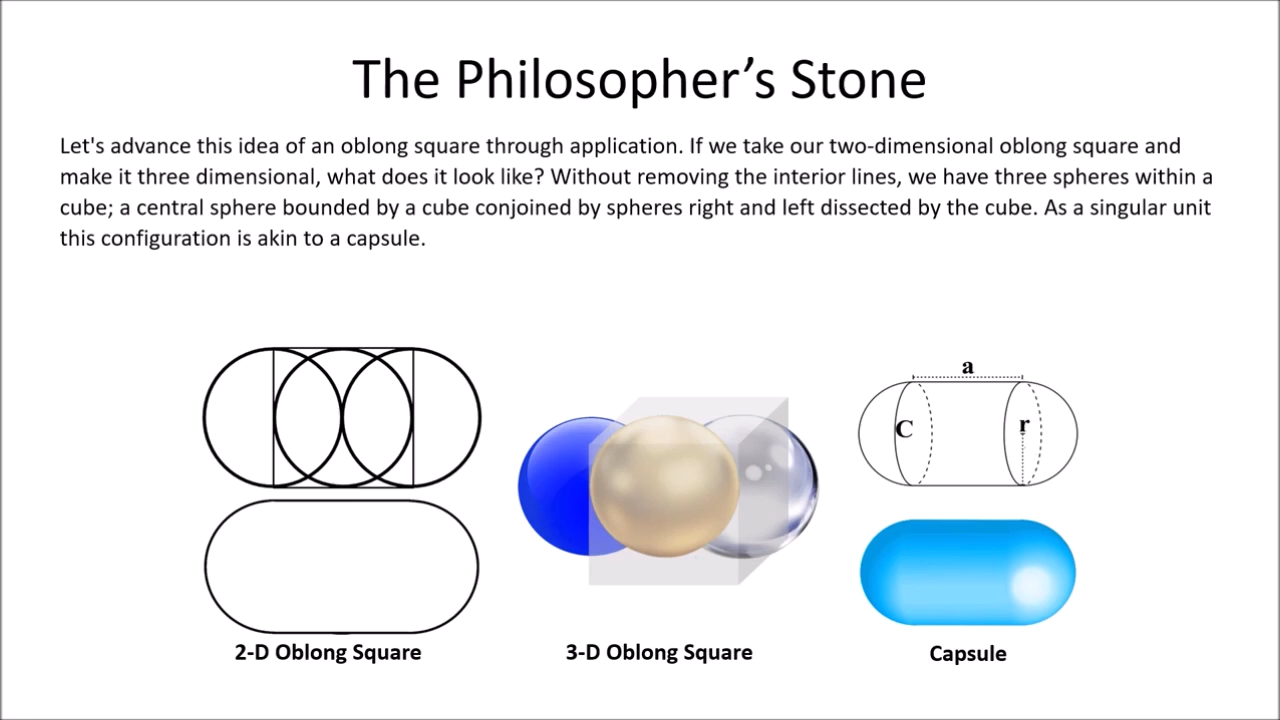 The Philosopher’s Stone
Let's advance this idea of an oblong square through application. If we take our two-dimensional oblong square and
make it three dimensional, what does it look like? Without removing the interior lines, we have three spheres within a
cube; a central sphere bounded by a cube conjoined by spheres right and left dissected by the cube. As a singular unit
this configuration is akin to a capsule.
a
C
r
2-D Oblong Square
3-D Oblong Square
Capsule